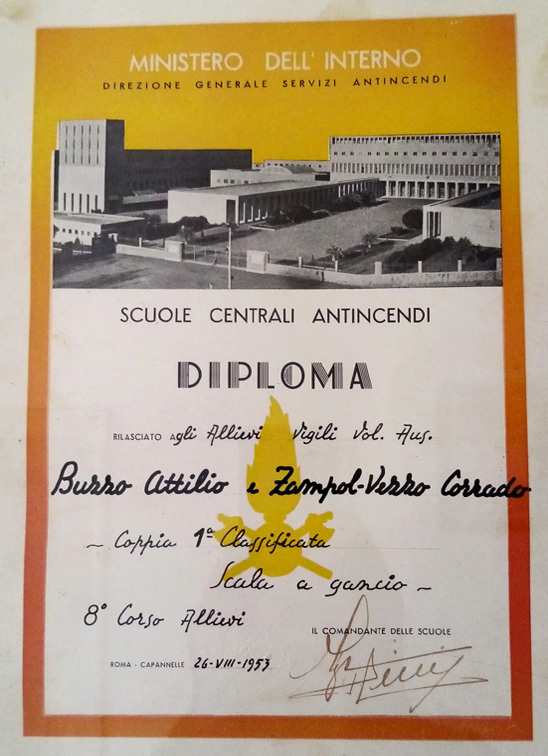 MINISTERO DELL'INTERNO
DIREZIONE GENERALE SERVIZI ANTINCENDI
SCUOLE CENTRALI ANTINCENDI
DIPLOMA
RILASCIATO Agli Allievi Vigili Vol. Aus.
Buzzo Attilio e Zampol-Vezzo Corrado
~ Coppia 1ª Classificata
Scala a gancio ~
8° Corso Allievi
IL COMANDANTE DELLE SCUOLE
ROMA - CAPANNELLE 26-VIII-1953